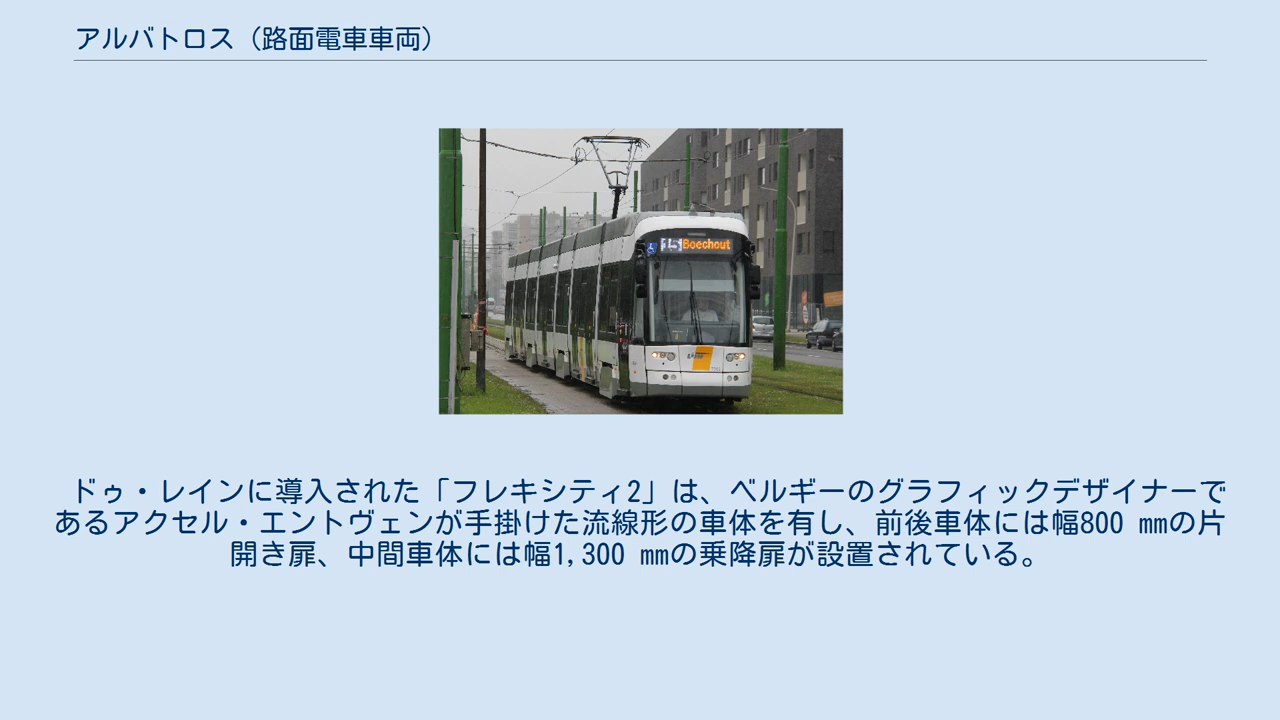 アルバトロス（路面電車車両）
Boechout
ドゥ・レインに導入された「フレキシティ2」は、ベルギーのグラフィックデザイナーで
あるアクセル・エントヴェンが手掛けた流線形の車体を有し、前後車体には幅800 mmの片
開き扉、中間車体には幅1,300 mmの乗降扉が設置されている。